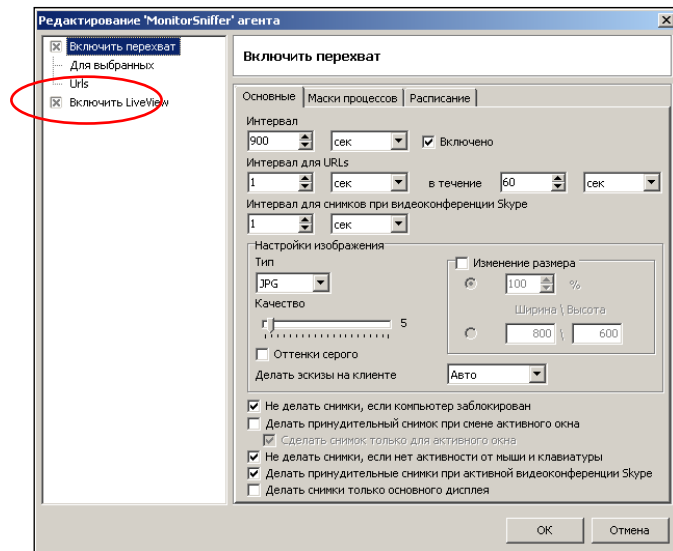 Редактирование 'MonitorSniffer' агента
Включить перехват
Для выбранных
Urls
Включить LiveView
Включить перехват
Основные Маски процессов Расписание
Интервал
900 сек Включено
Интервал для URLs
1 сек в течение 60 сек
Интервал для снимков при видеоконференции Skype
1 сек
Настройки изображения
Тип
JPG
Качество
5
Оттенки серого
Изменение размера
100 %
Ширина \ Высота
800 \ 600
Делать эскизы на клиенте Авто
Не делать снимки, если компьютер заблокирован
Делать принудительный снимок при смене активного окна
Сделать снимок только для активного окна
Не делать снимки, если нет активности от мыши и клавиатуры
Делать принудительные снимки при активной видеоконференции Skype
Делать снимки только основного дисплея
OK Отмена